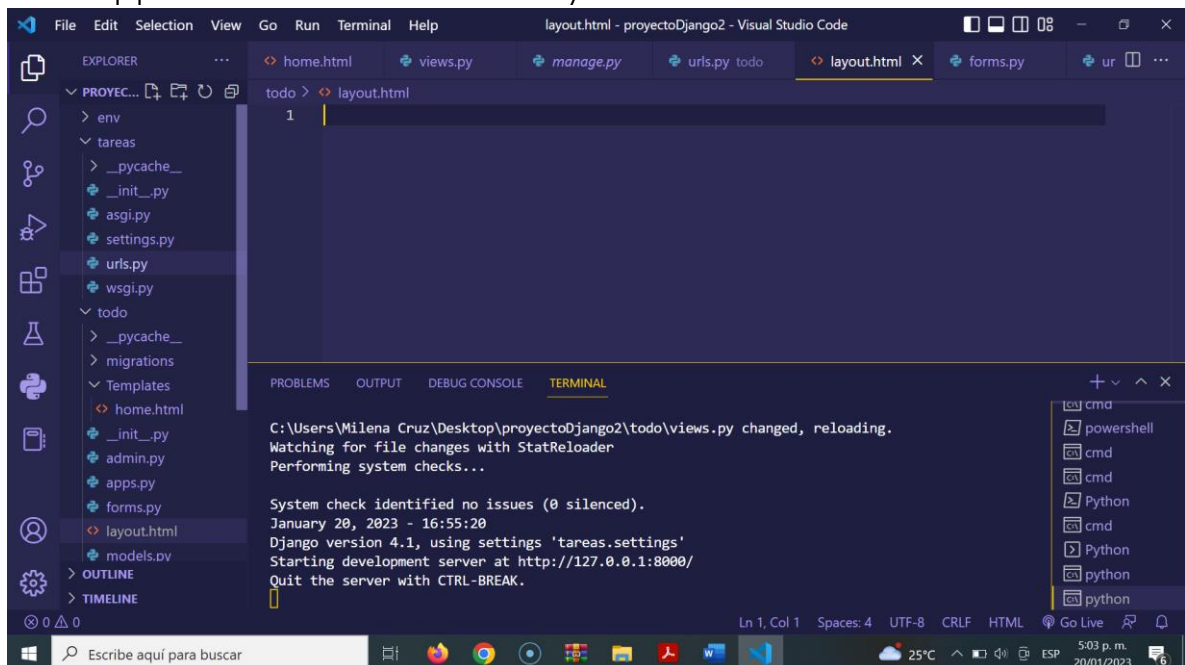 File Edit Selection View Go Run Terminal Help layout.html - proyectoDjango2 - Visual Studio Code
EXPLORER ... home.html views.py manage.py urls.py todo layout.html forms.py ur ...
PROYEC... todo > layout.html
> env
1
tareas
> __pycache__
__init__.py
asgi.py
settings.py
urls.py
wsgi.py
todo
> __pycache__
> migrations
Templates
home.html
__init__.py
admin.py
apps.py
forms.py
layout.html
models.py
> OUTLINE
> TIMELINE
PROBLEMS OUTPUT DEBUG CONSOLE TERMINAL
C:\Users\Milena Cruz\Desktop\proyectoDjango2\todo\views.py changed, reloading.
Watching for file changes with StatReloader
Performing system checks...
System check identified no issues (0 silenced).
January 20, 2023 - 16:55:20
Django version 4.1, using settings 'tareas.settings'
Starting development server at http://127.0.0.1:8000/
Quit the server with CTRL-BREAK.
cmd
powershell
cmd
cmd
Python
cmd
Python
python
python
0 0 Ln 1, Col 1 Spaces: 4 UTF-8 CRLF HTML Go Live
Escribe aquí para buscar 25°C ESP 5:03 p. m.
20/01/2023 6